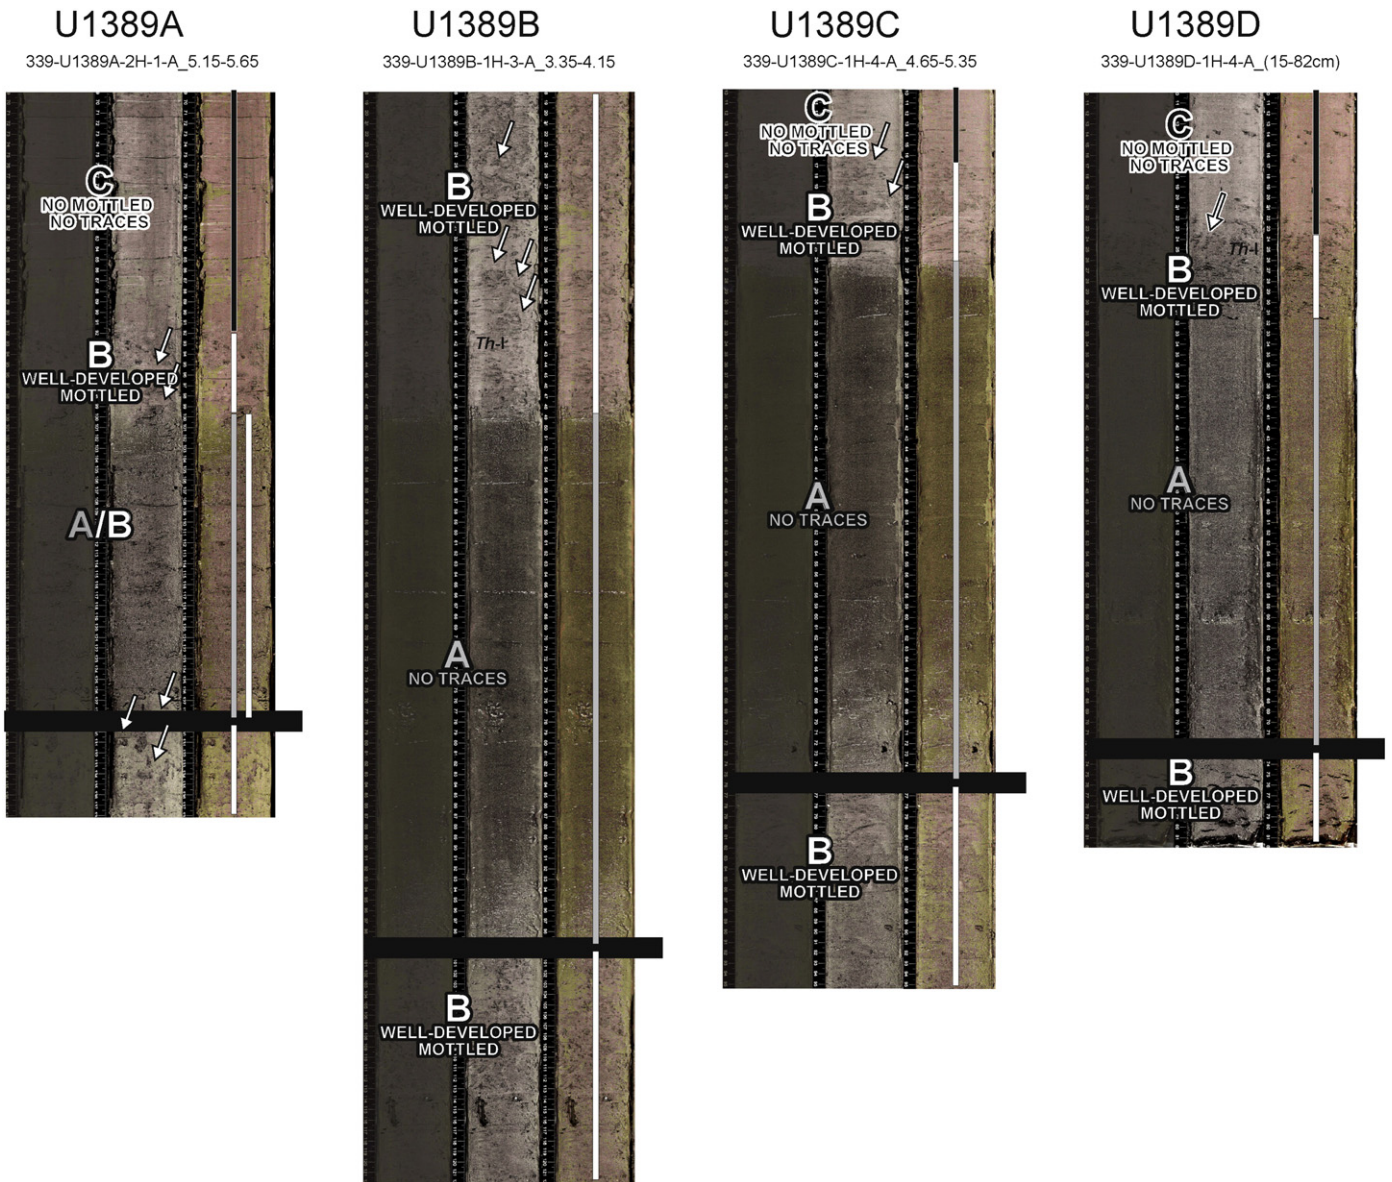 U1389A
339-U1389A-2H-1-A_5.15-5.65
C
NO MOTTLED
NO TRACES
B
WELL-DEVELOPED
MOTTLED
A/B
U1389B
339-U1389B-1H-3-A_3.35-4.15
B
WELL-DEVELOPED
MOTTLED
Th-I
A
NO TRACES
B
WELL-DEVELOPED
MOTTLED
U1389C
339-U1389C-1H-4-A_4.65-5.35
C
NO MOTTLED
NO TRACES
B
WELL-DEVELOPED
MOTTLED
A
NO TRACES
B
WELL-DEVELOPED
MOTTLED
U1389D
339-U1389D-1H-4-A_(15-82cm)
C
NO MOTTLED
NO TRACES
Th-I
B
WELL-DEVELOPED
MOTTLED
A
NO TRACES
B
WELL-DEVELOPED
MOTTLED